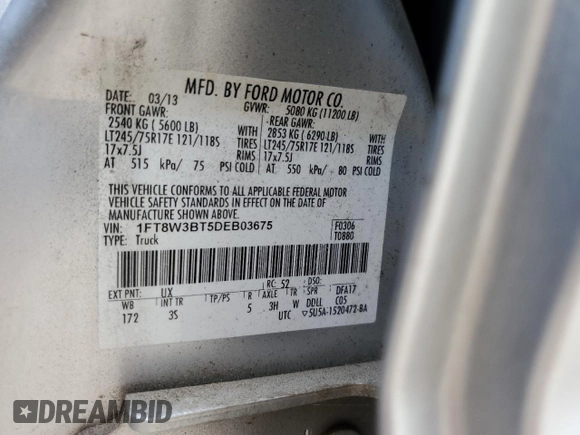 MFD. BY FORD MOTOR CO.
DATE: 03/13 GVWR: 5080 KG (11200 LB)
FRONT GAWR: REAR GAWR:
2540 KG ( 5600 LB) 2853 KG ( 6290 LB)
LT245/75R17E 121/118S TIRES LT245/75R17E 121/118S TIRES
17x7.5J RIMS 17x7.5J RIMS
AT 515 kPa/ 75 PSI COLD AT 550 kPa/ 80 PSI COLD
THIS VEHICLE CONFORMS TO ALL APPLICABLE FEDERAL MOTOR
VEHICLE SAFETY STANDARDS IN EFFECT ON THE DATE OF
MANUFACTURE SHOWN ABOVE.
VIN: 1FT8W3BT5DEB03675 F0306
TYPE: Truck T0880
EXT PNT: UX RC: 52 DSO:
WB INT TR TP/PS R AXLE TR SPR DFA17
172 3S 5 3H W DDLL C05
UTC 5U5A-1520472-BA
DREAMBID